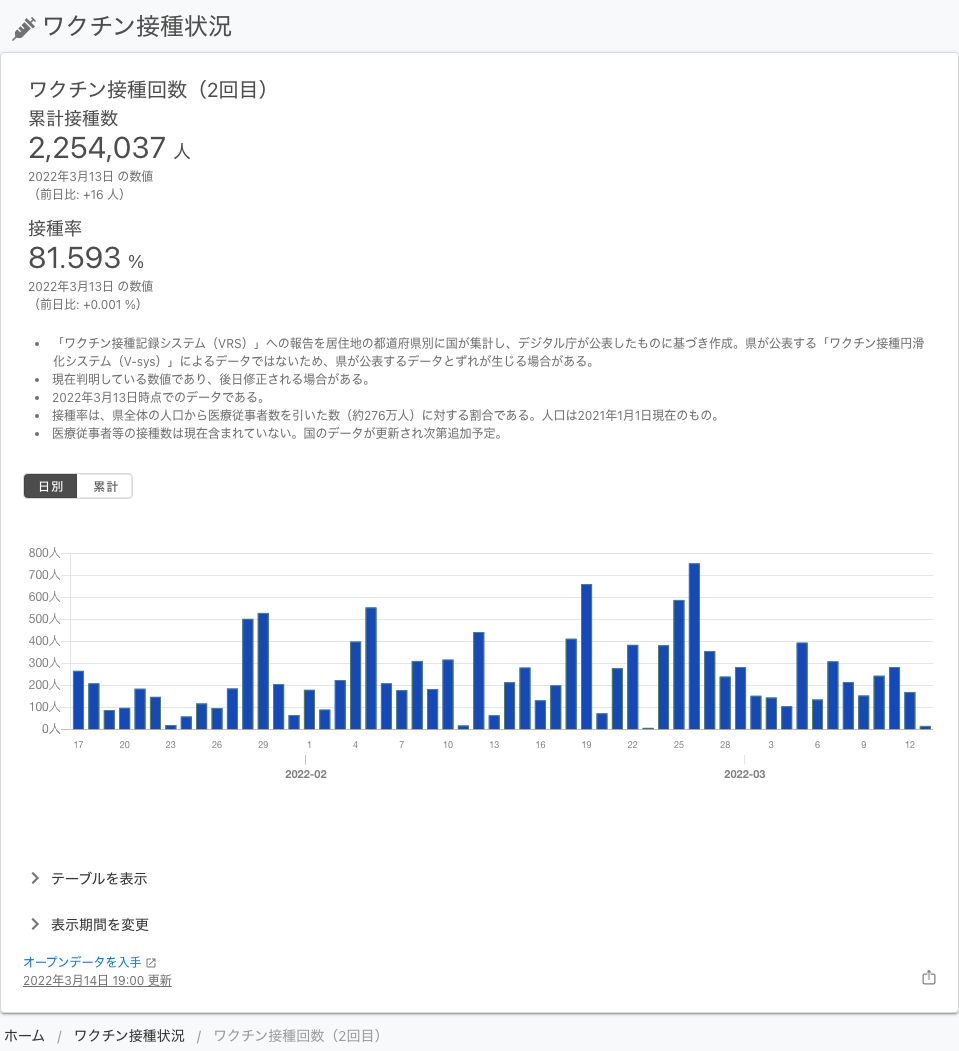 ワクチン接種状況
ワクチン接種回数（2回目）
累計接種数
2,254,037 人
2022年3月13日 の数値
（前日比: +16 人）
接種率
81.593 %
2022年3月13日 の数値
（前日比: +0.001 %）
• 「ワクチン接種記録システム（VRS）」への報告を居住地の都道府県別に国が集計し、デジタル庁が公表したものに基づき作成。県が公表する「ワクチン接種円滑
化システム（V-sys）」によるデータではないため、県が公表するデータとずれが生じる場合がある。
• 現在判明している数値であり、後日修正される場合がある。
• 2022年3月13日時点でのデータである。
• 接種率は、県全体の人口から医療従事者数を引いた数（約276万人）に対する割合である。人口は2021年1月1日現在のもの。
• 医療従事者等の接種数は現在含まれていない。国のデータが更新され次第追加予定。
日別 累計
800人
700人
600人
500人
400人
300人
200人
100人
0人
17 20 23 26 29 1 4 7 10 13 16 19 22 25 28 3 6 9 12
2022-02 2022-03
テーブルを表示
表示期間を変更
オープンデータを入手
2022年3月14日 19:00 更新
ホーム / ワクチン接種状況 / ワクチン接種回数（2回目）